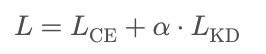 L = L_CE + α · L_KD